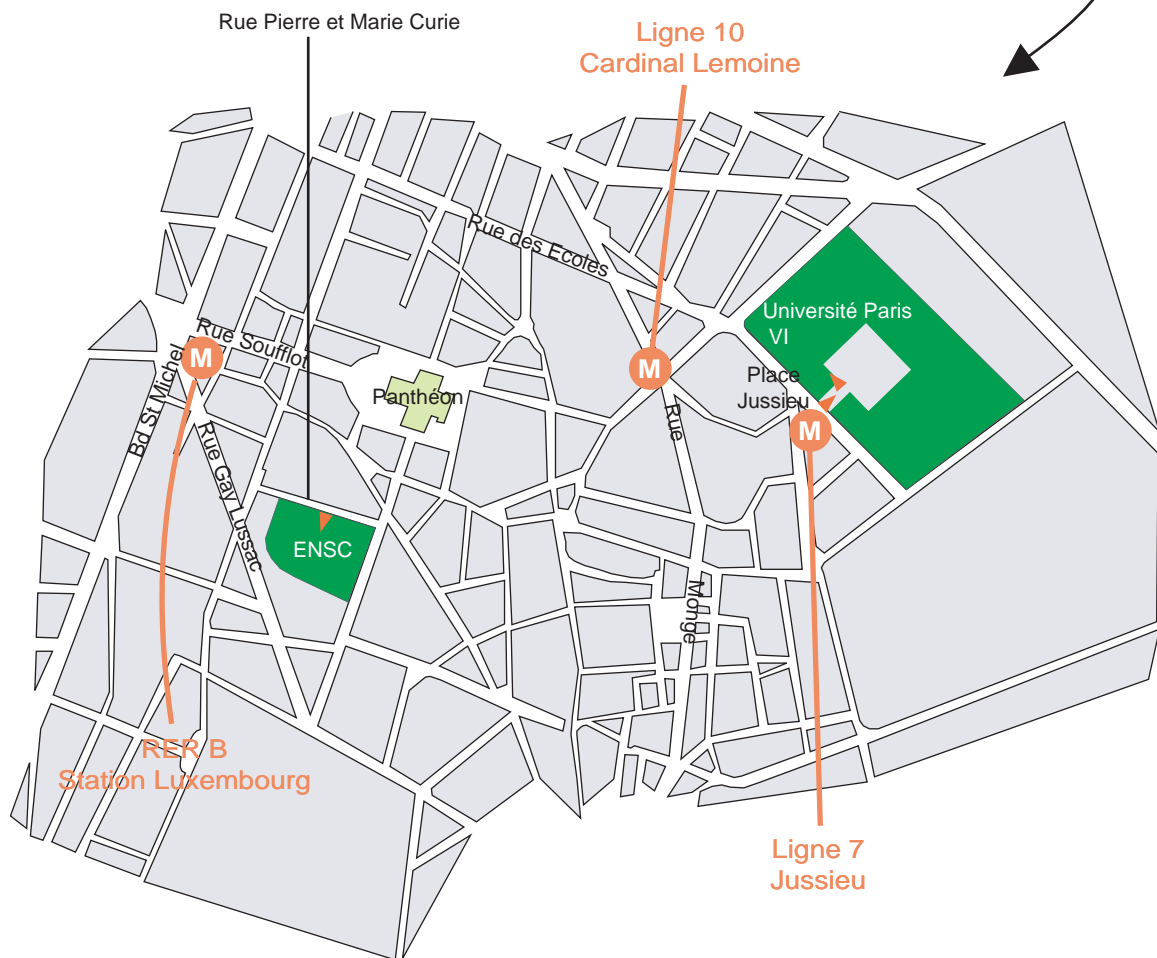 Rue Pierre et Marie Curie
Ligne 10
Cardinal Lemoine
Rue des Ecoles
Université Paris
VI
Rue Soufflot
M
Bd St Michel
Panthéon
M
Place
Jussieu
M
Rue
Rue Gay Lussac
ENSC
Monge
RER B
Station Luxembourg
Ligne 7
Jussieu